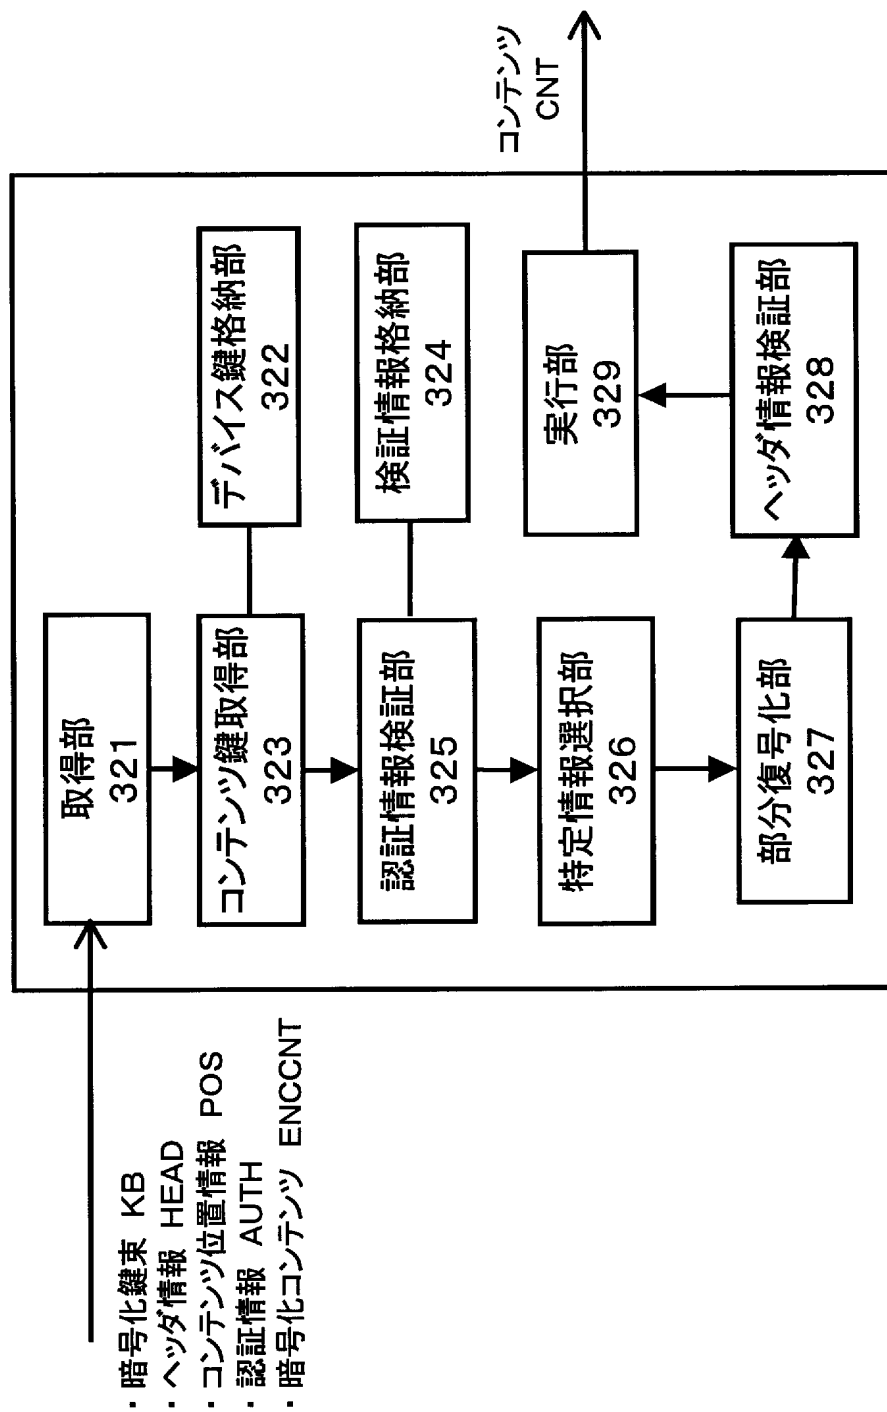 ・暗号化鍵束 KB
・ヘッダ情報 HEAD
・コンテンツ位置情報 POS
・認証情報 AUTH
・暗号化コンテンツ ENCCNT
取得部
321
コンテンツ鍵取得部
323
デバイス鍵格納部
322
認証情報検証部
325
検証情報格納部
324
特定情報選択部
326
部分復号化部
327
ヘッダ情報検証部
328
実行部
329
コンテンツ
CNT